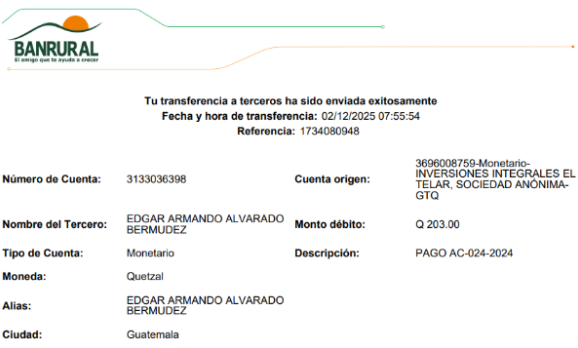 BANRURAL
El amigo que te ayuda a crecer
Tu transferencia a terceros ha sido enviada exitosamente
Fecha y hora de transferencia: 02/12/2025 07:55:54
Referencia: 1734080948
Número de Cuenta: 3133036398
Cuenta origen: 3696008759-Monetario-
INVERSIONES INTEGRALES EL
TELAR, SOCIEDAD ANÓNIMA-
GTQ
Nombre del Tercero: EDGAR ARMANDO ALVARADO
BERMUDEZ
Monto débito: Q 203.00
Tipo de Cuenta: Monetario
Descripción: PAGO AC-024-2024
Moneda: Quetzal
Alias: EDGAR ARMANDO ALVARADO
BERMUDEZ
Ciudad: Guatemala